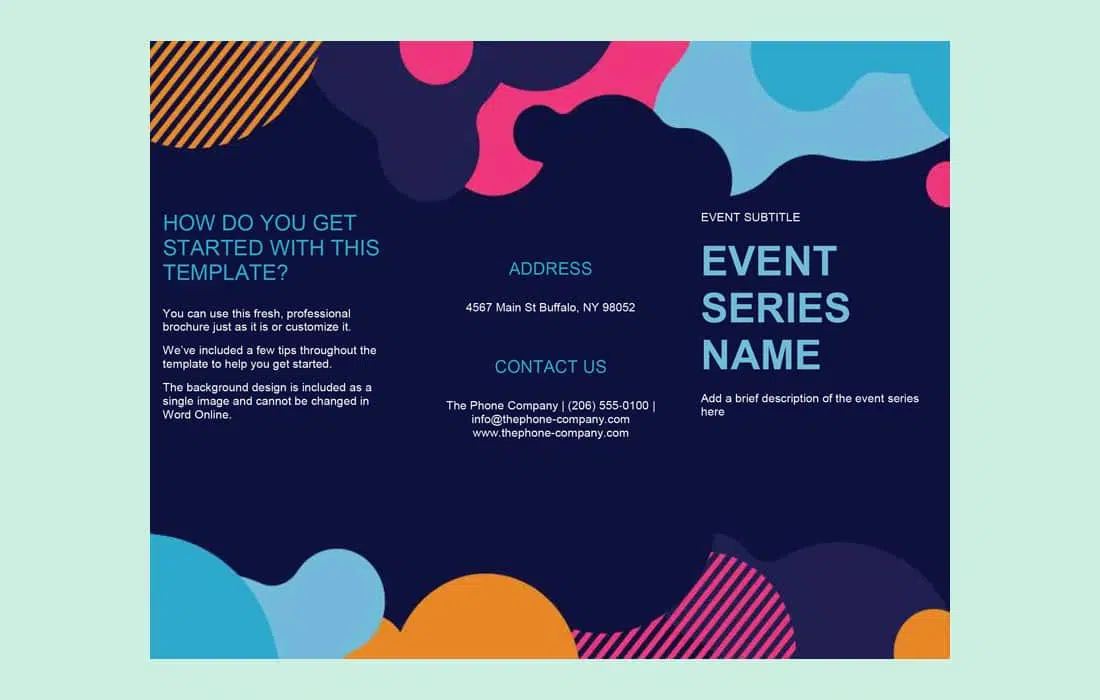 HOW DO YOU GET
STARTED WITH THIS
TEMPLATE?
You can use this fresh, professional
brochure just as it is or customize it.
We've included a few tips throughout the
template to help you get started.
The background design is included as a
single image and cannot be changed in
Word Online.
ADDRESS
4567 Main St Buffalo, NY 98052
CONTACT US
The Phone Company | (206) 555-0100 |
info@thephone-company.com
www.thephone-company.com
EVENT SUBTITLE
EVENT
SERIES
NAME
Add a brief description of the event series
here